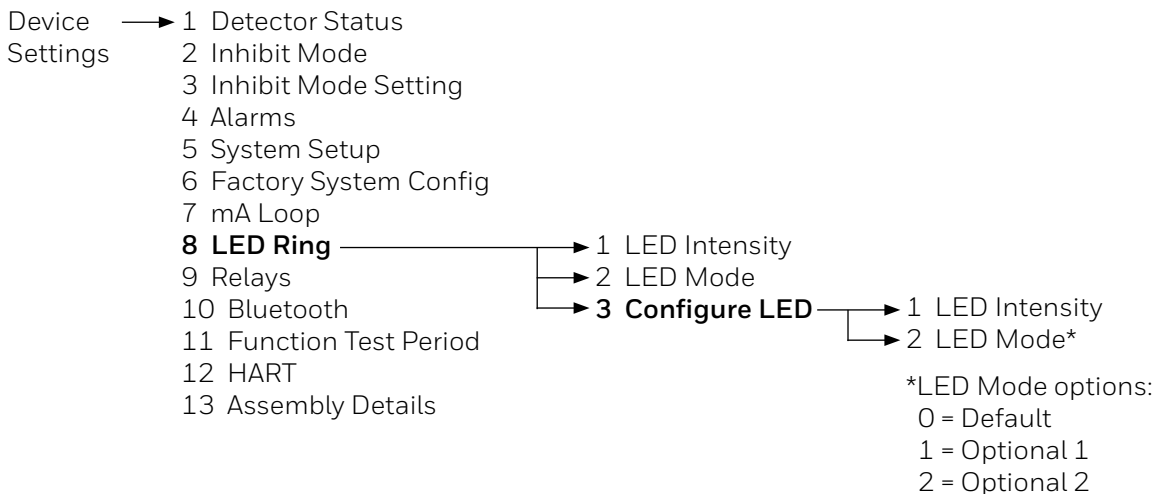 Device
Settings
1 Detector Status
2 Inhibit Mode
3 Inhibit Mode Setting
4 Alarms
5 System Setup
6 Factory System Config
7 mA Loop
8 LED Ring
9 Relays
10 Bluetooth
11 Function Test Period
12 HART
13 Assembly Details
1 LED Intensity
2 LED Mode
3 Configure LED
1 LED Intensity
2 LED Mode*
*LED Mode options:
0 = Default
1 = Optional 1
2 = Optional 2